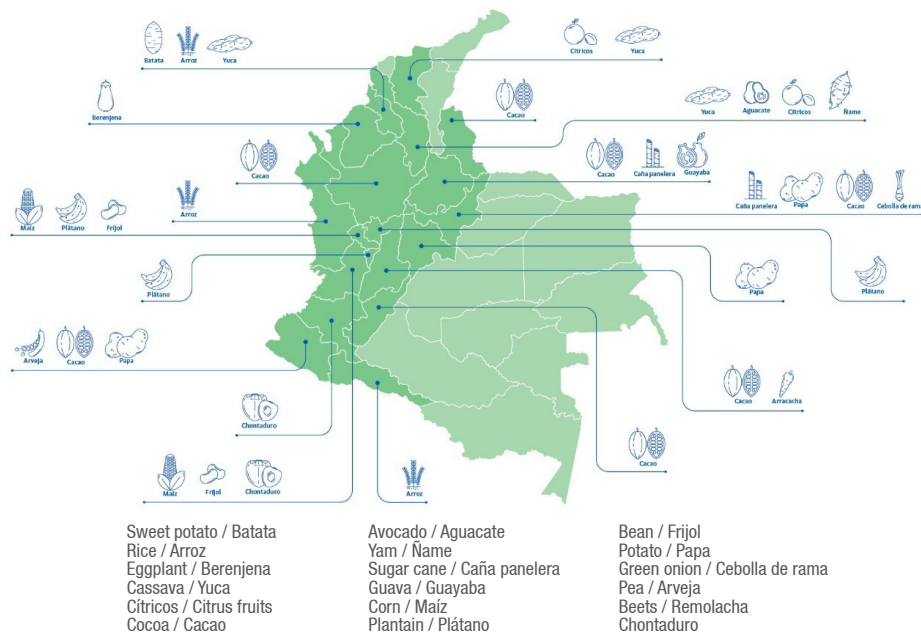 Batata
Arroz
Yuca
Cítricos
Yuca
Berenjena
Cacao
Yuca
Aguacate
Cítricos
Ñame
Cacao
Cacao
Caña panelera
Guayaba
Maíz
Plátano
Frijol
Arroz
Caña panelera
Papa
Cacao
Cebolla de rama
Plátano
Papa
Plátano
Arveja
Cacao
Papa
Cacao
Arracacha
Chontaduro
Maíz
Frijol
Chontaduro
Arroz
Cacao
Sweet potato / Batata
Rice / Arroz
Eggplant / Berenjena
Cassava / Yuca
Cítricos / Citrus fruits
Cocoa / Cacao
Avocado / Aguacate
Yam / Ñame
Sugar cane / Caña panelera
Guava / Guayaba
Corn / Maíz
Plantain / Plátano
Bean / Frijol
Potato / Papa
Green onion / Cebolla de rama
Pea / Arveja
Beets / Remolacha
Chontaduro